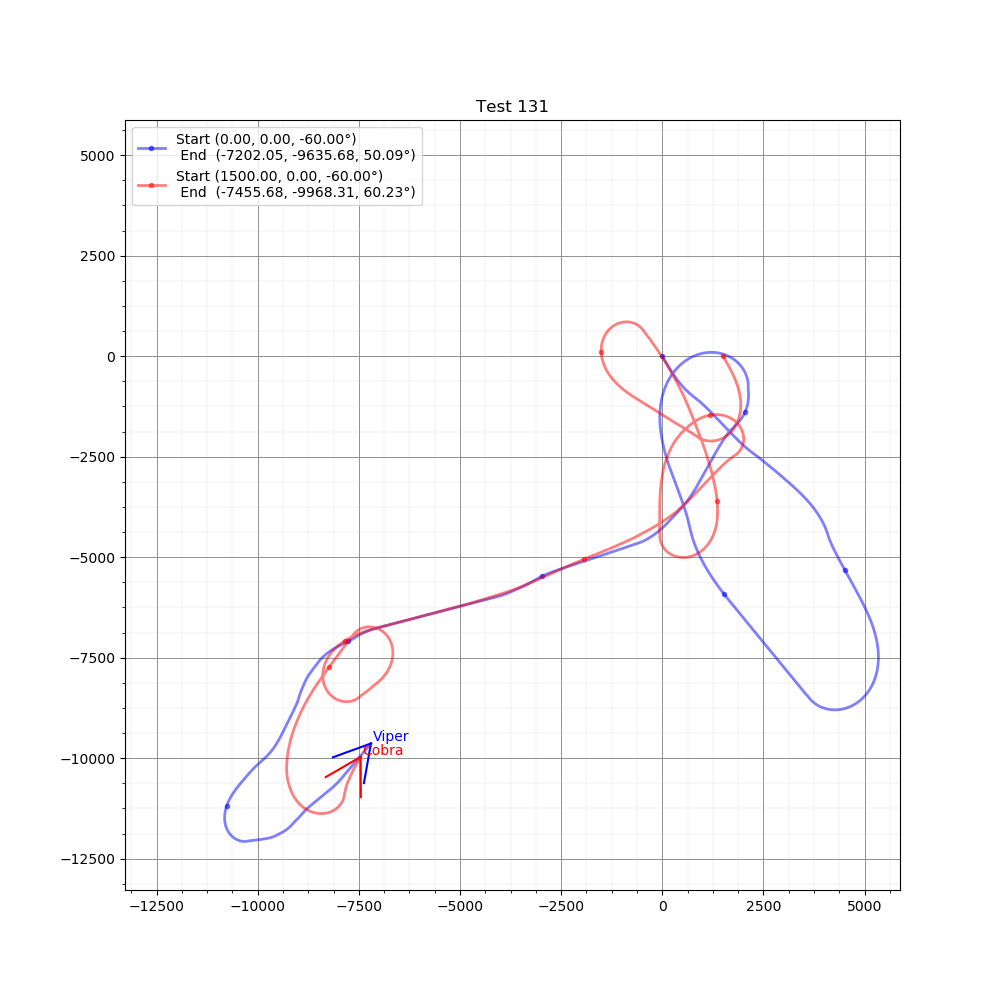 Test 131
Start (0.00, 0.00, -60.00°)
End (-7202.05, -9635.68, 50.09°)
Start (1500.00, 0.00, -60.00°)
End (-7455.68, -9968.31, 60.23°)
5000
2500
0
−2500
−5000
−7500
−10000
−12500
Viper
Cobra
−12500 −10000 −7500 −5000 −2500 0 2500 5000